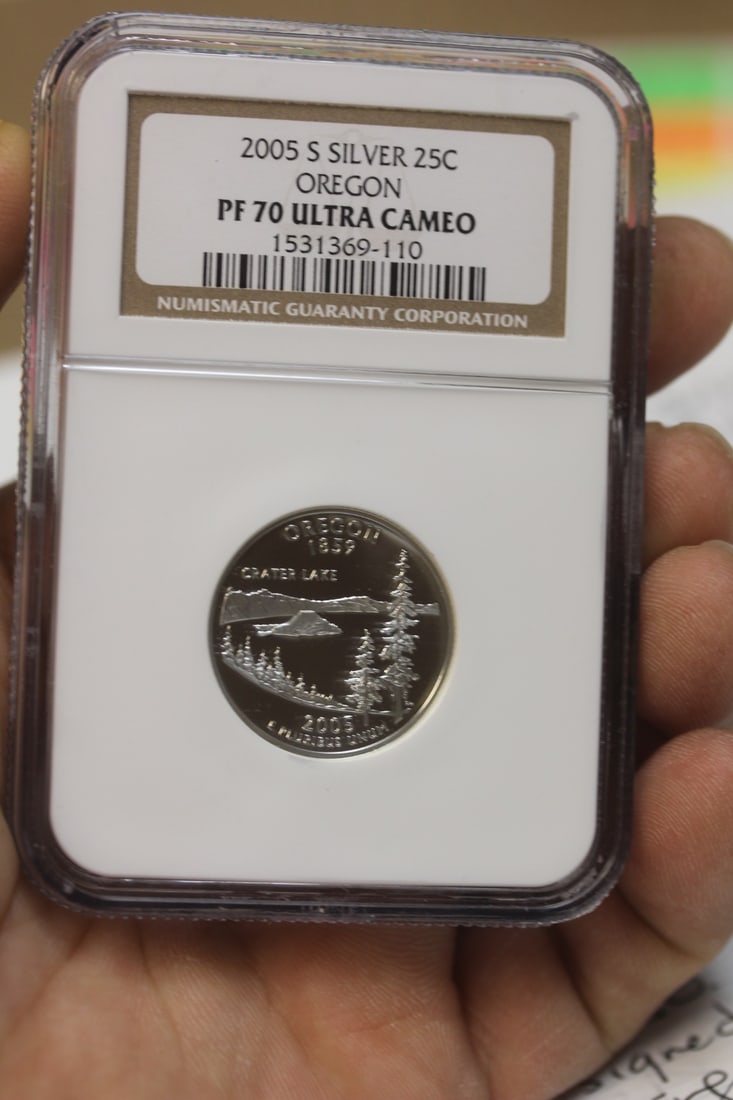 2005 S SILVER 25C
OREGON
PF 70 ULTRA CAMEO
1531369-110
NUMISMATIC GUARANTY CORPORATION
OREGON
1859
CRATER LAKE
2005
E PLURIBUS UNUM
signed